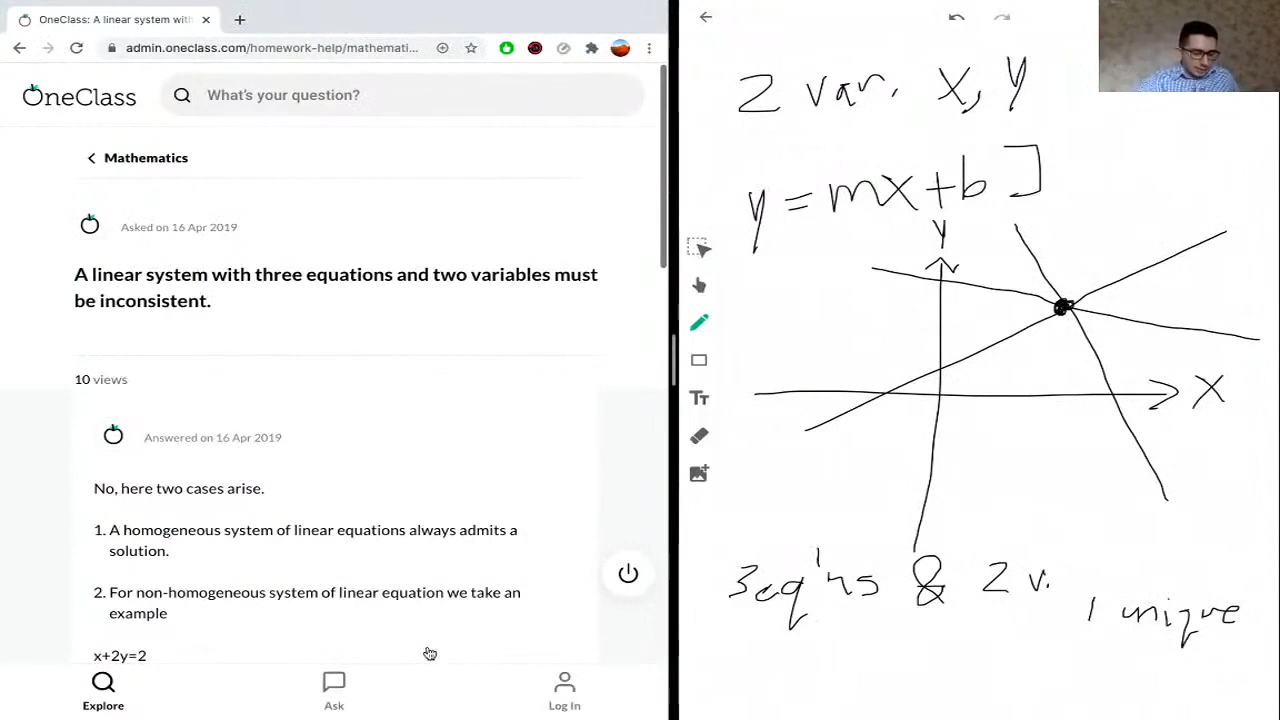 OneClass: A linear system with
admin.oneclass.com/homework-help/mathemati...
OneClass
What's your question?
Mathematics
Asked on 16 Apr 2019
A linear system with three equations and two variables must
be inconsistent.
10 views
Answered on 16 Apr 2019
No, here two cases arise.
1. A homogeneous system of linear equations always admits a
solution.
2. For non-homogeneous system of linear equation we take an
example
x+2y=2
Explore
Ask
Log In
2 var. x, y
y = mx+b ]
y
x
Tт
3eq'ns & 2 v.
1 unique